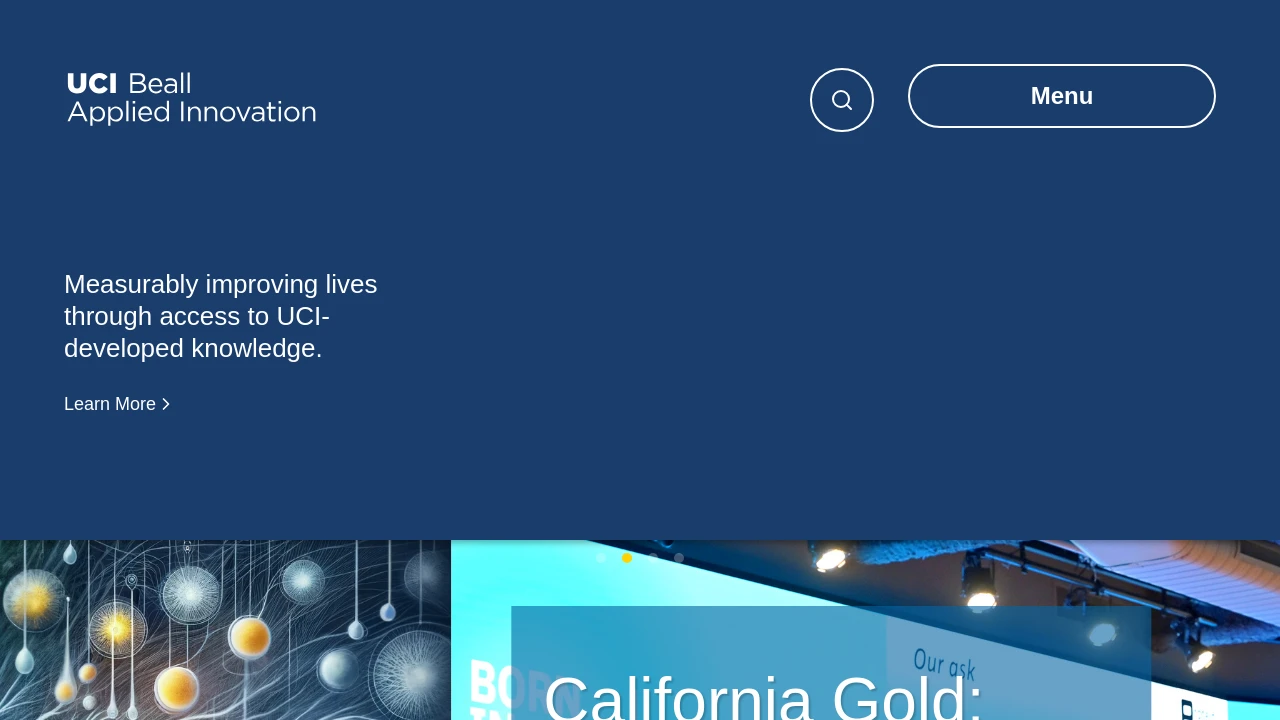 UCI Beall
Applied Innovation
Menu
Measurably improving lives
through access to UCI-
developed knowledge.
Learn More
Our ask
BORN
California Gold: